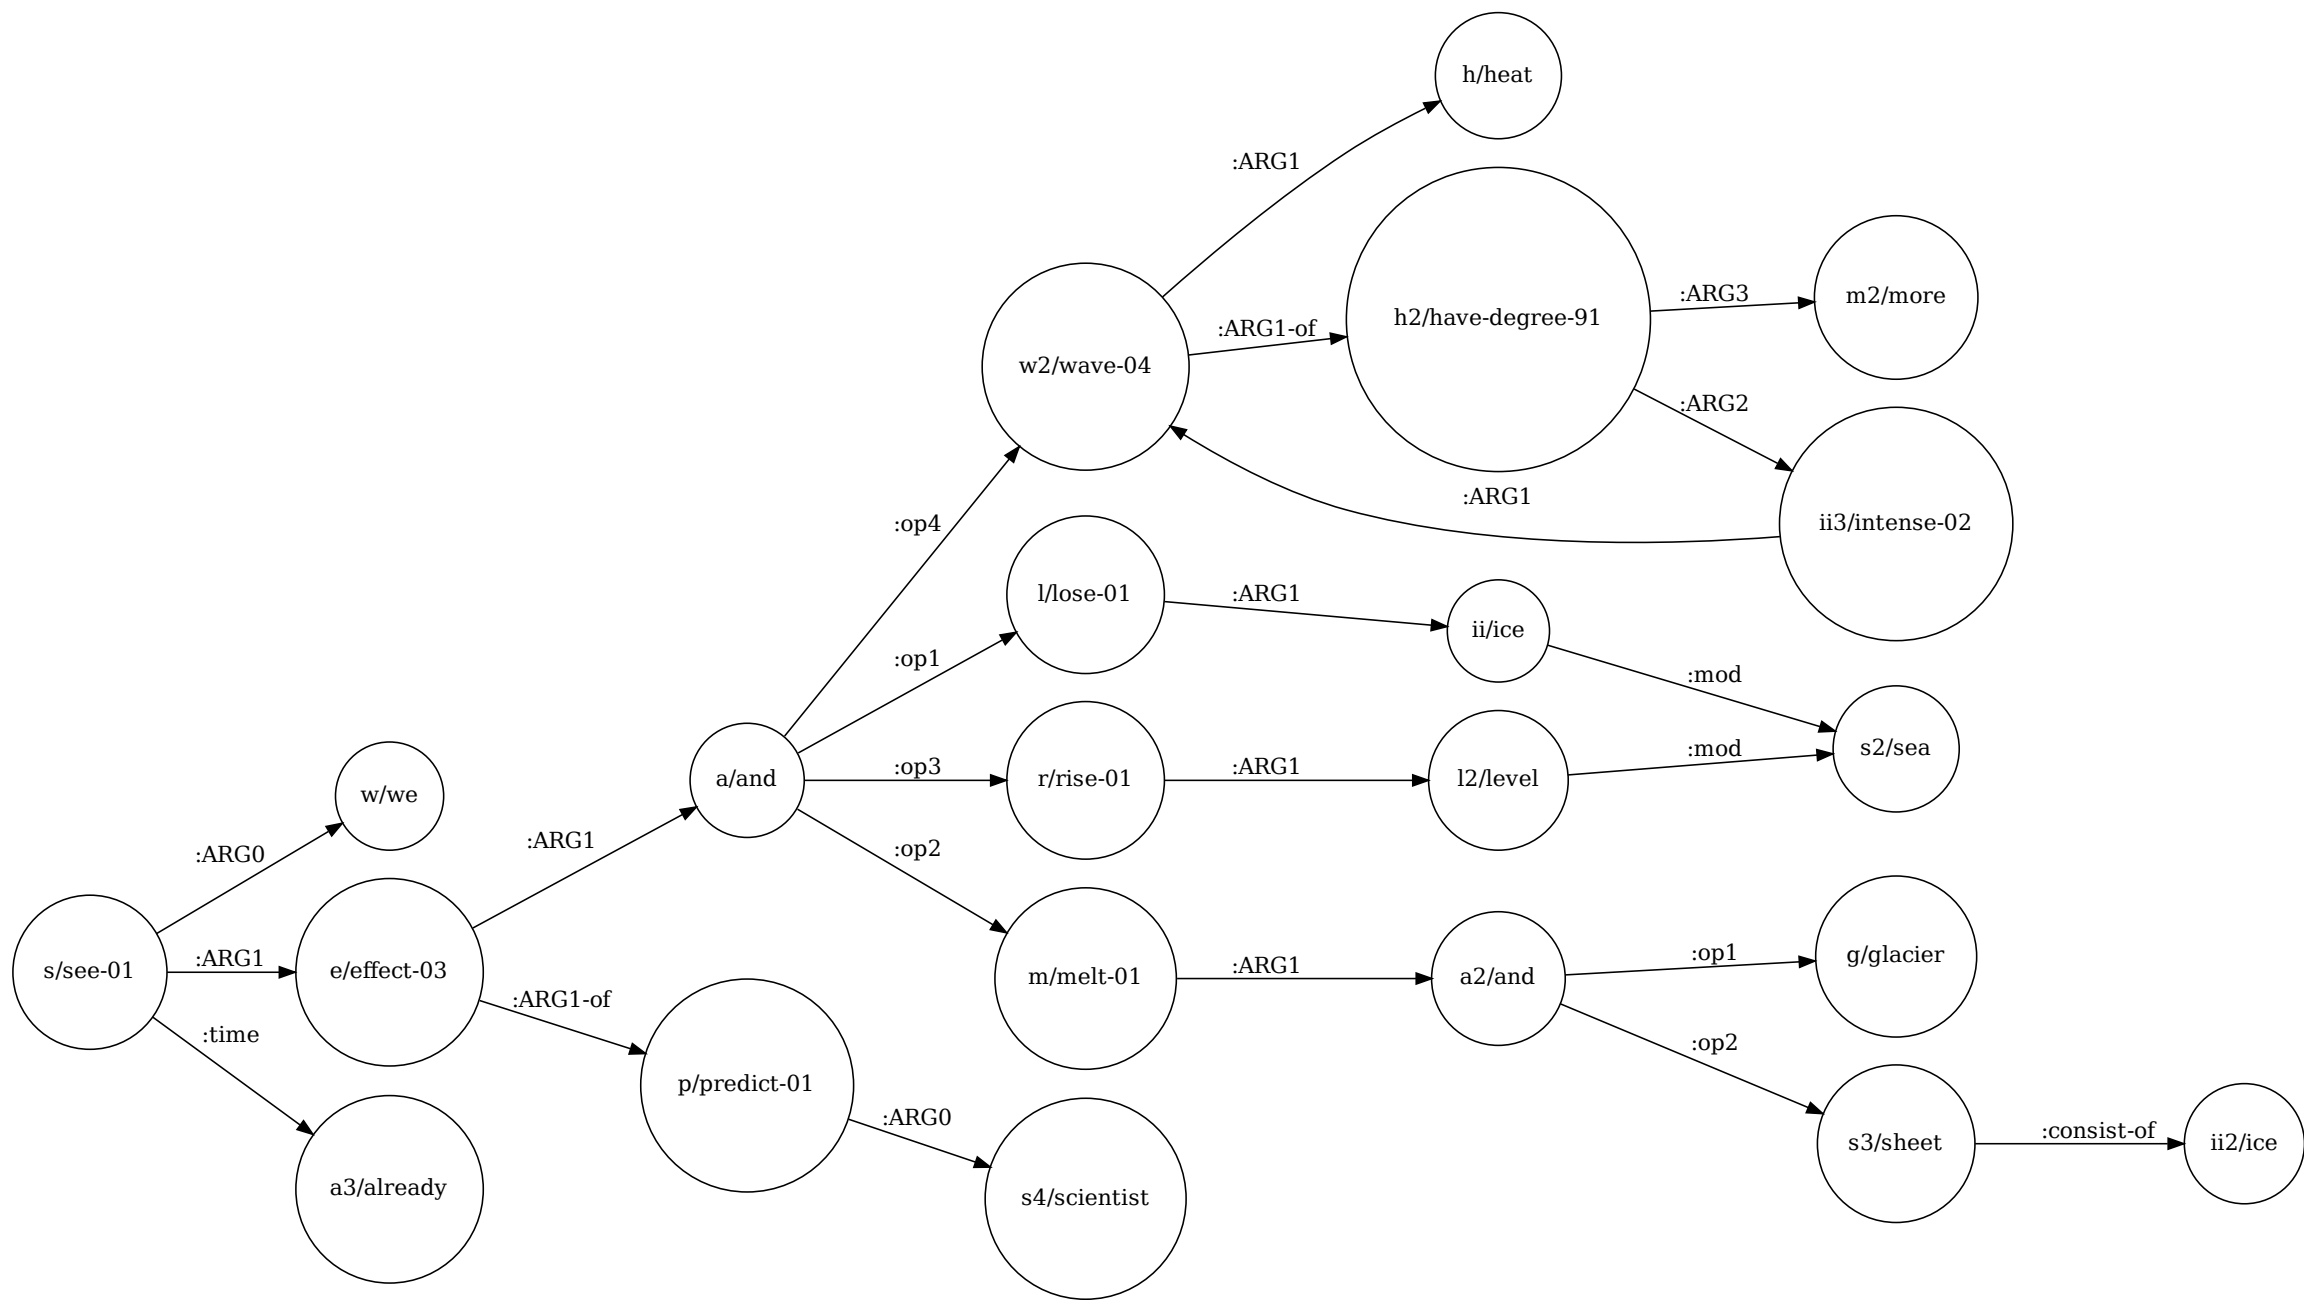 h/heat
:ARG1
m2/more
:ARG3
h2/have-degree-91
:ARG1-of
w2/wave-04
:ARG2
:ARG1
ii3/intense-02
:op4
l/lose-01
:ARG1
ii/ice
:op1
:mod
s2/sea
:mod
w/we
a/and
:op3
r/rise-01
:ARG1
l2/level
:ARG0
:ARG1
:op2
g/glacier
:op1
s/see-01
:ARG1
e/effect-03
m/melt-01
:ARG1
a2/and
:ARG1-of
:time
:op2
p/predict-01
:ARG0
s3/sheet
:consist-of
ii2/ice
a3/already
s4/scientist